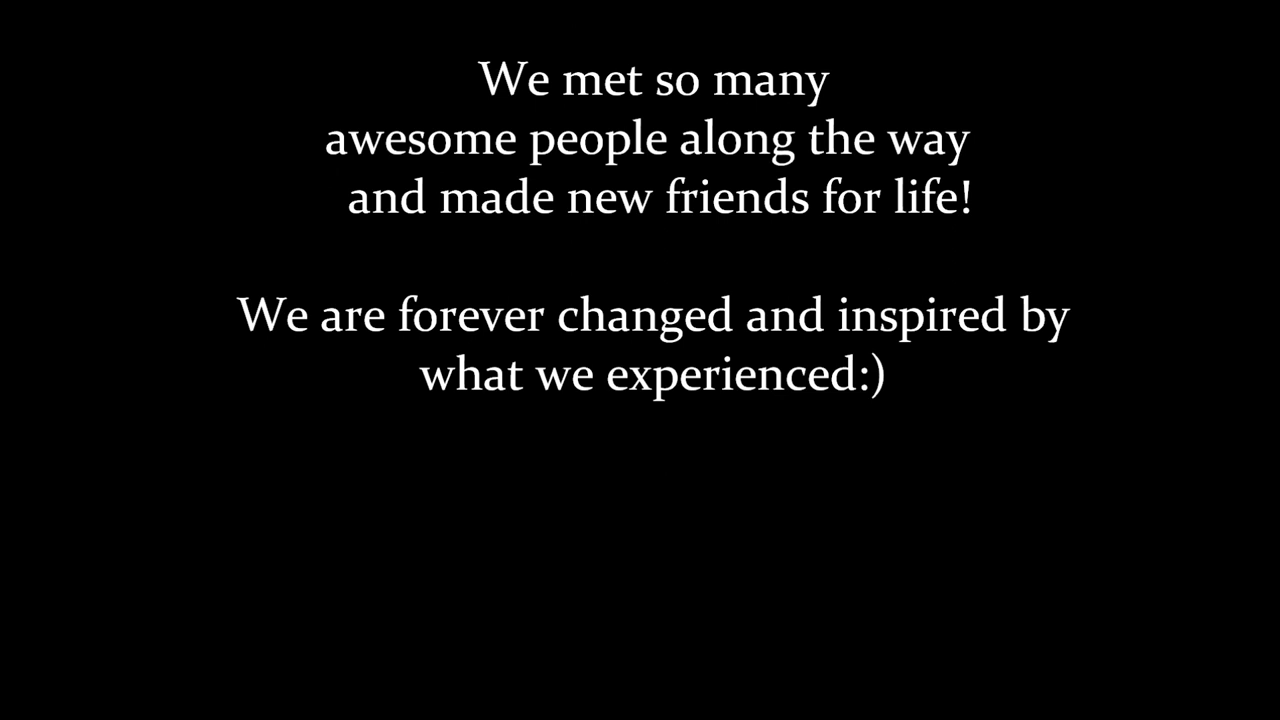 We met so many
awesome people along the way
and made new friends for life!
We are forever changed and inspired by
what we experienced:)